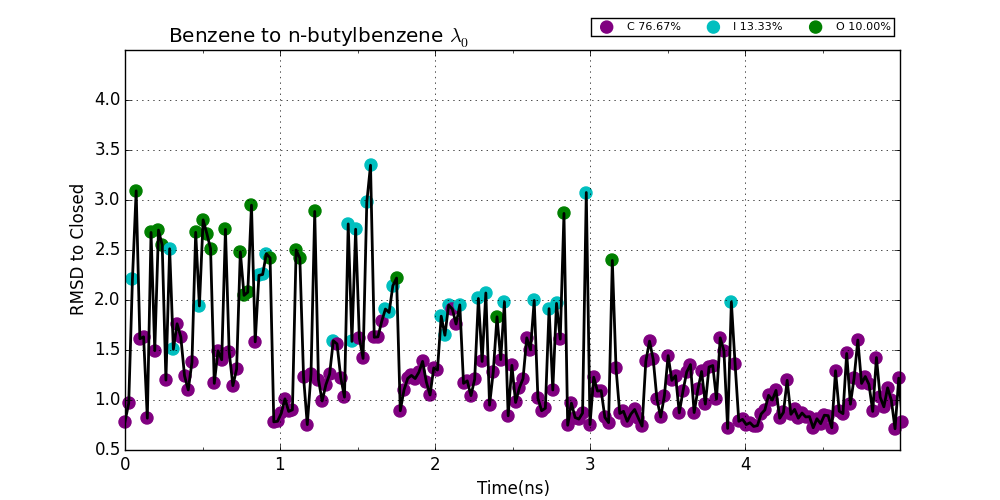 Benzene to n-butylbenzene λ₀
C 76.67% I 13.33% O 10.00%
4.0
3.5
3.0
2.5
2.0
1.5
1.0
0.5
RMSD to Closed
0 1 2 3 4
Time(ns)